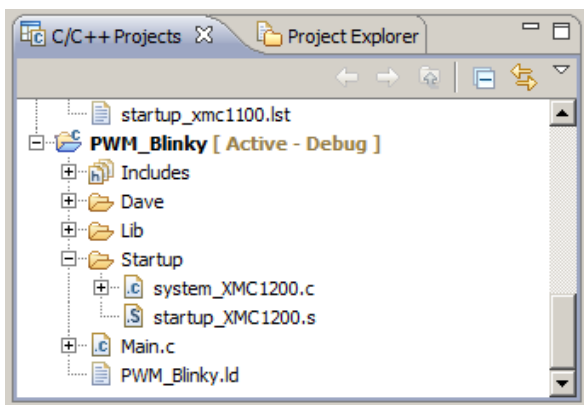 C/C++ Projects Project Explorer
startup_xmc1100.lst
PWM_Blinky [ Active - Debug ]
Includes
Dave
Lib
Startup
system_XMC1200.c
startup_XMC1200.s
Main.c
PWM_Blinky.ld